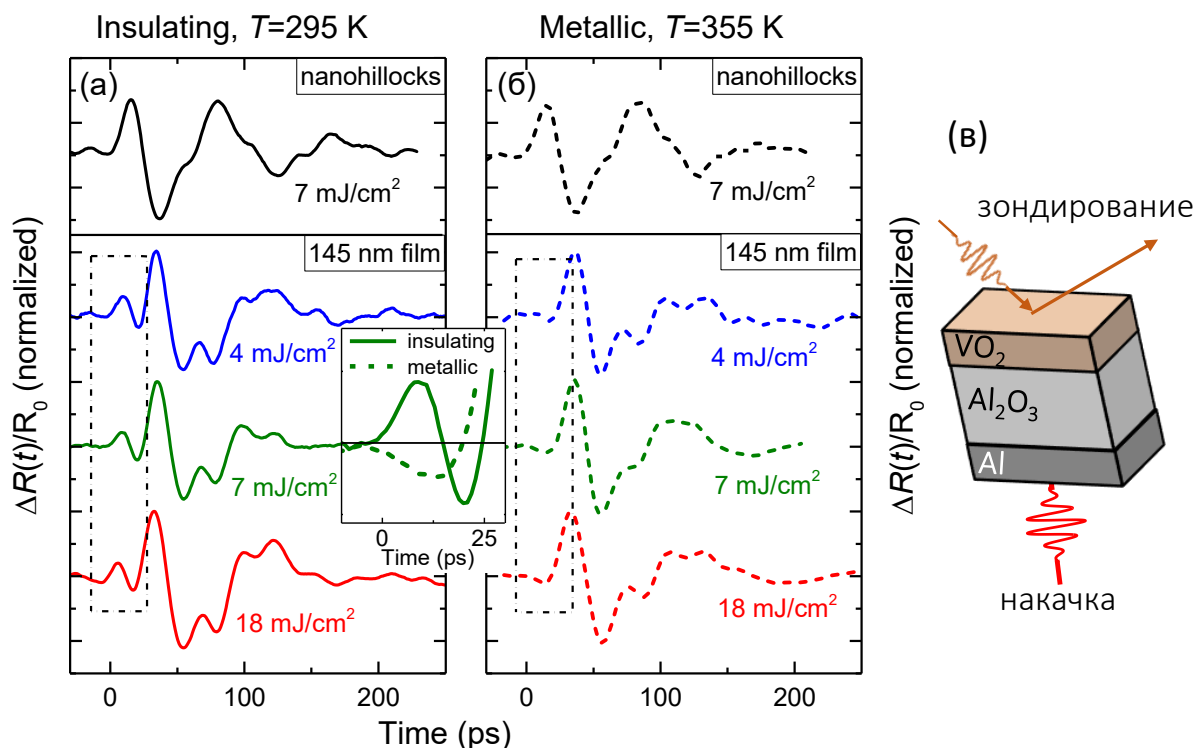 Insulating, T=295 K
Metallic, T=355 K
(а)
nanohillocks
7 mJ/cm²
145 nm film
4 mJ/cm²
7 mJ/cm²
18 mJ/cm²
ΔR(t)/R₀ (normalized)
0
100
200
insulating
metallic
0
25
Time (ps)
(б)
nanohillocks
7 mJ/cm²
145 nm film
4 mJ/cm²
7 mJ/cm²
18 mJ/cm²
0
100
200
Time (ps)
ΔR(t)/R₀ (normalized)
(в)
зондирование
VO₂
Al₂O₃
Al
накачка